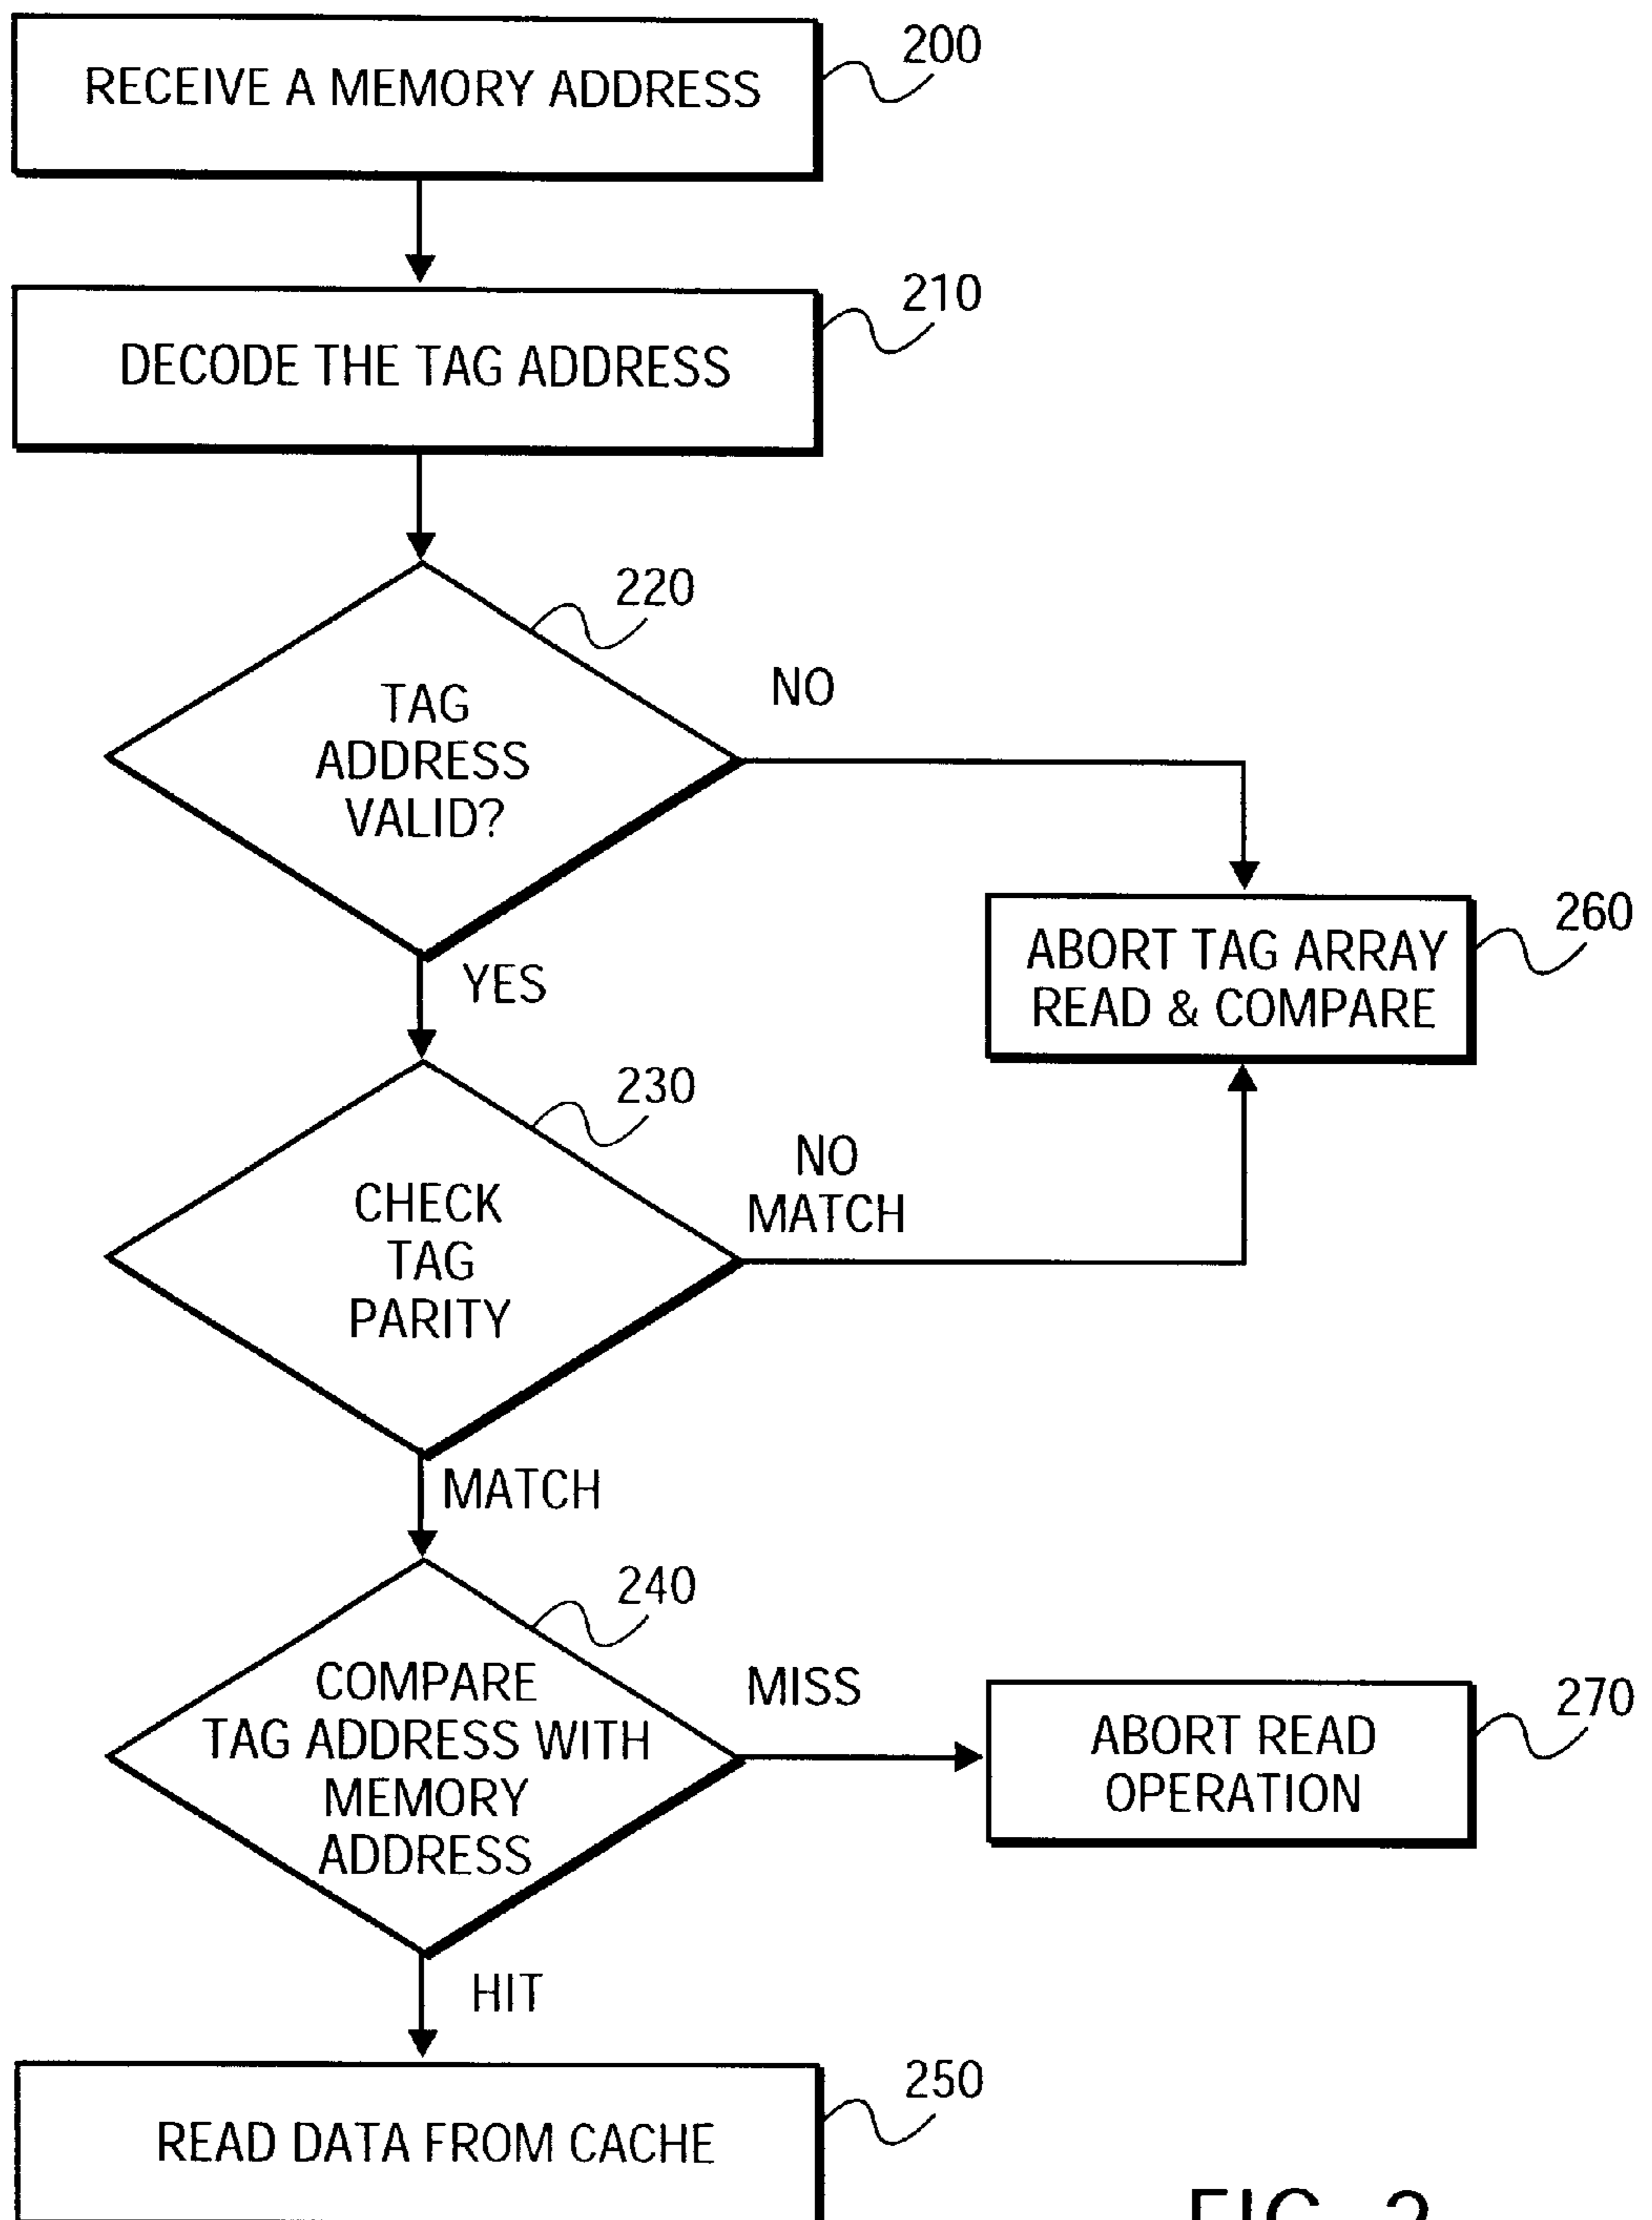 RECEIVE A MEMORY ADDRESS
200
DECODE THE TAG ADDRESS
210
220
TAG
ADDRESS
VALID?
NO
YES
ABORT TAG ARRAY
READ & COMPARE
260
230
CHECK
TAG
PARITY
NO
MATCH
MATCH
240
COMPARE
TAG ADDRESS WITH
MEMORY
ADDRESS
MISS
ABORT READ
OPERATION
270
HIT
READ DATA FROM CACHE
250
FIG. 2